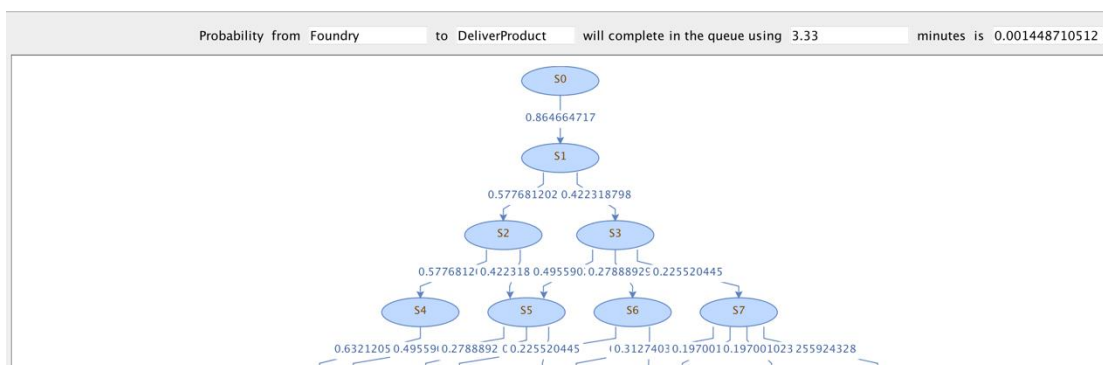 Probability from Foundry to DeliverProduct will complete in the queue using 3.33 minutes is 0.001448710512
S0
0.864664717
S1
0.577681202 0.422318798
S2 S3
0.422318 0.225520445
S4 S5 S6 S7
0.6321205 0.2788892 0.225520445 0.3127403 0.197001 0.197001023 255924328